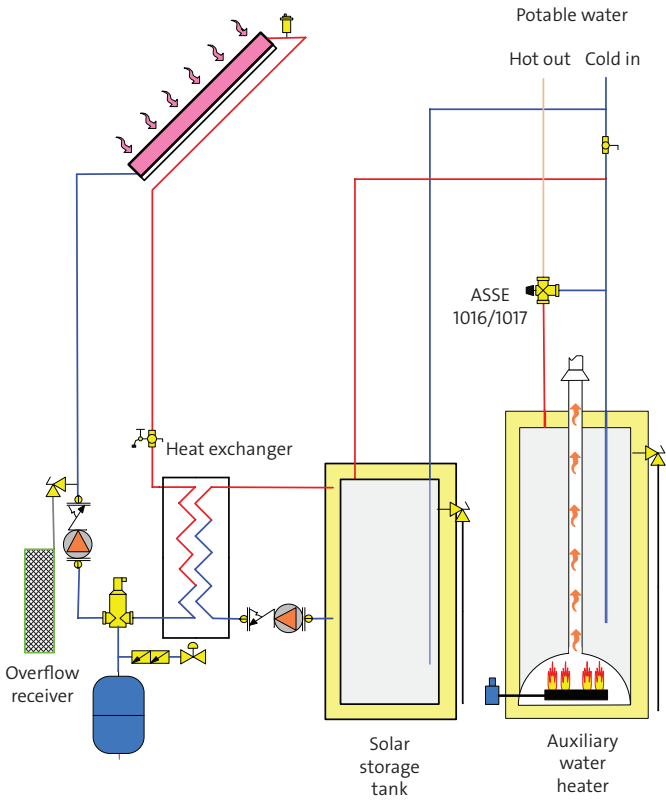 Potable water
Hot out
Cold in
ASSE
1016/1017
Heat exchanger
Overflow
receiver
Solar
storage
tank
Auxiliary
water
heater